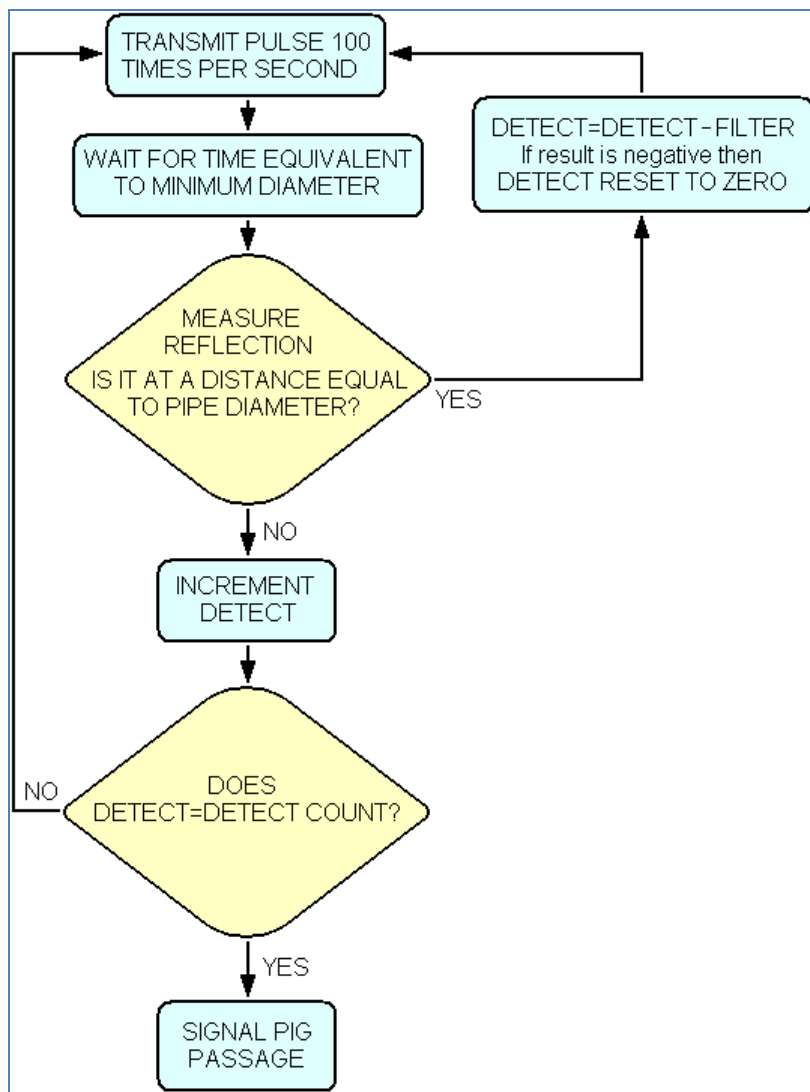 TRANSMIT PULSE 100
TIMES PER SECOND
WAIT FOR TIME EQUIVALENT
TO MINIMUM DIAMETER
DETECT=DETECT-FILTER
If result is negative then
DETECT RESET TO ZERO
MEASURE
REFLECTION
IS IT AT A DISTANCE EQUAL
TO PIPE DIAMETER?
YES
NO
INCREMENT
DETECT
DOES
DETECT=DETECT COUNT?
NO
YES
SIGNAL PIG
PASSAGE